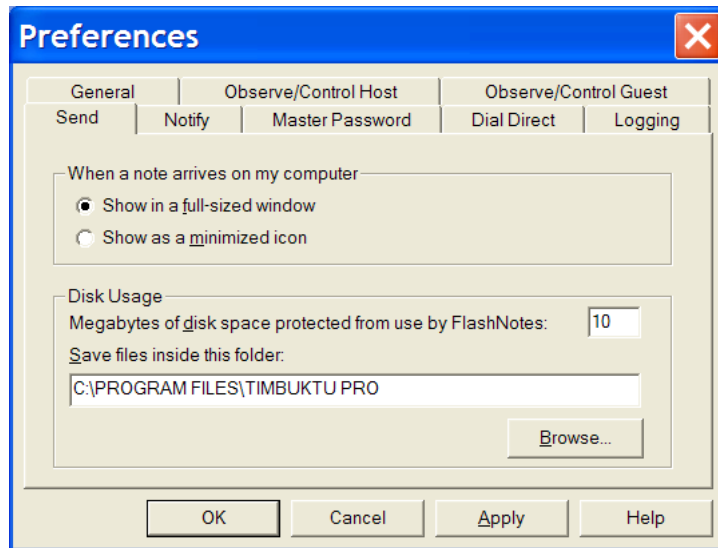 Preferences
General Observe/Control Host Observe/Control Guest
Send Notify Master Password Dial Direct Logging
When a note arrives on my computer
Show in a full-sized window
Show as a minimized icon
Disk Usage
Megabytes of disk space protected from use by FlashNotes: 10
Save files inside this folder:
C:\PROGRAM FILES\TIMBUKTU PRO
Browse...
OK Cancel Apply Help